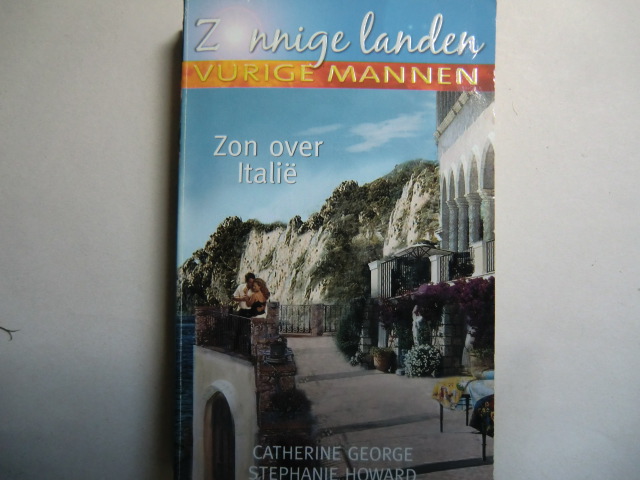 Zonnige landen,
VURIGE MANNEN
Zon over
Italië
CATHERINE GEORGE
STEPHANIE HOWARD